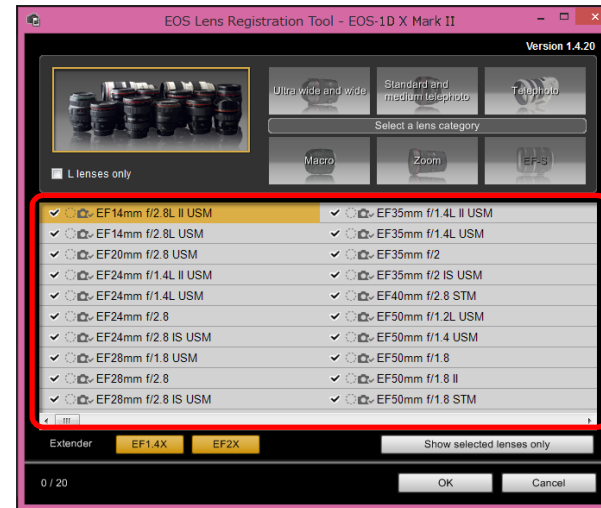 EOS Lens Registration Tool - EOS-1D X Mark II
Version 1.4.20
Ultra wide and wide
Standard and
medium telephoto
Telephoto
Select a lens category
L lenses only
Macro
Zoom
EF-S
EF14mm f/2.8L II USM
EF14mm f/2.8L USM
EF20mm f/2.8 USM
EF24mm f/1.4L II USM
EF24mm f/1.4L USM
EF24mm f/2.8
EF24mm f/2.8 IS USM
EF28mm f/1.8 USM
EF28mm f/2.8
EF28mm f/2.8 IS USM
EF35mm f/1.4L II USM
EF35mm f/1.4L USM
EF35mm f/2
EF35mm f/2 IS USM
EF40mm f/2.8 STM
EF50mm f/1.2L USM
EF50mm f/1.4 USM
EF50mm f/1.8
EF50mm f/1.8 II
EF50mm f/1.8 STM
Extender
EF1.4X
EF2X
Show selected lenses only
0 / 20
OK
Cancel